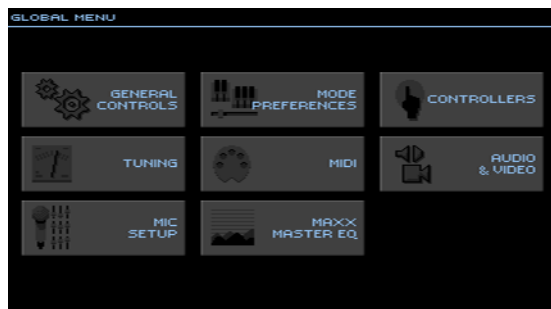 GLOBAL MENU
GENERAL
CONTROLS
MODE
PREFERENCES
CONTROLLERS
TUNING
MIDI
AUDIO
& VIDEO
MIC
SETUP
MAXX
MASTER EQ